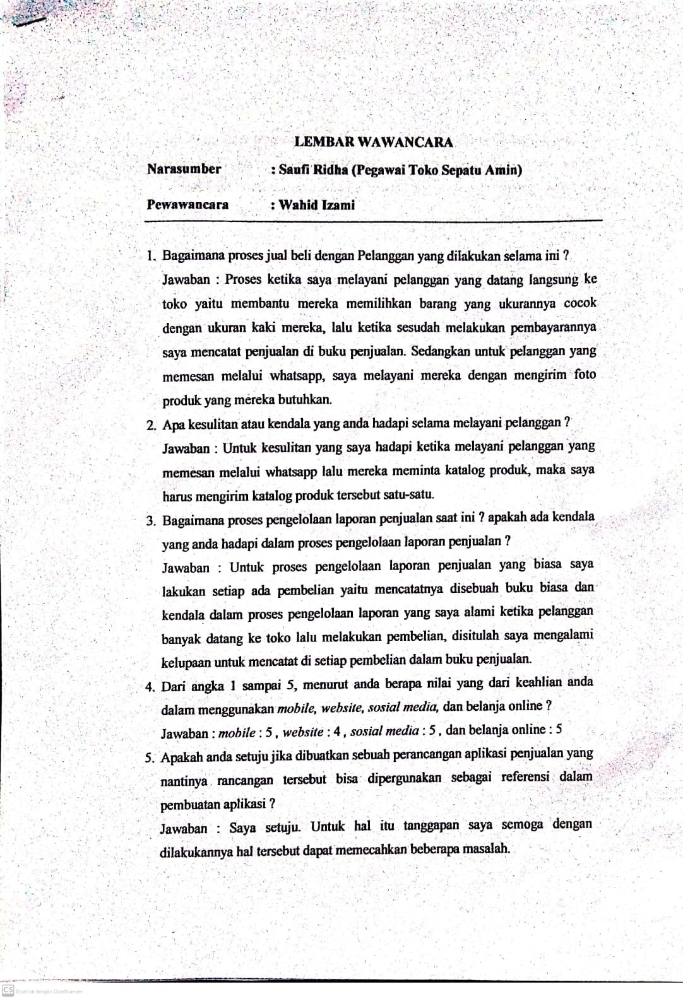 LEMBAR WAWANCARA
Narasumber : Saufi Ridha (Pegawai Toko Sepatu Amin)
Pewawancara : Wahid Izami
1. Bagaimana proses jual beli dengan Pelanggan yang dilakukan selama ini ?
Jawaban : Proses ketika saya melayani pelanggan yang datang langsung ke
toko yaitu membantu mereka memilihkan barang yang ukurannya cocok
dengan ukuran kaki mereka, lalu ketika sesudah melakukan pembayarannya
saya mencatat penjualan di buku penjualan. Sedangkan untuk pelanggan yang
memesan melalui whatsapp, saya melayani mereka dengan mengirim foto
produk yang mereka butuhkan.
2. Apa kesulitan atau kendala yang anda hadapi selama melayani pelanggan ?
Jawaban : Untuk kesulitan yang saya hadapi ketika melayani pelanggan yang
memesan melalui whatsapp lalu mereka meminta katalog produk, maka saya
harus mengirim katalog produk tersebut satu-satu.
3. Bagaimana proses pengelolaan laporan penjualan saat ini ? apakah ada kendala
yang anda hadapi dalam proses pengelolaan laporan penjualan ?
Jawaban : Untuk proses pengelolaan laporan penjualan yang biasa saya
lakukan setiap ada pembelian yaitu mencatatnya disebuah buku biasa dan
kendala dalam proses pengelolaan laporan yang saya alami ketika pelanggan
banyak datang ke toko lalu melakukan pembelian, disitulah saya mengalami
kelupaan untuk mencatat di setiap pembelian dalam buku penjualan.
4. Dari angka 1 sampai 5, menurut anda berapa nilai yang dari keahlian anda
dalam menggunakan mobile, website, sosial media, dan belanja online ?
Jawaban : mobile : 5 , website : 4 , sosial media : 5 , dan belanja online : 5
5. Apakah anda setuju jika dibuatkan sebuah perancangan aplikasi penjualan yang
nantinya rancangan tersebut bisa dipergunakan sebagai referensi dalam
pembuatan aplikasi ?
Jawaban : Saya setuju. Untuk hal itu tanggapan saya semoga dengan
dilakukannya hal tersebut dapat memecahkan beberapa masalah.
CS Dipindai dengan CamScanner